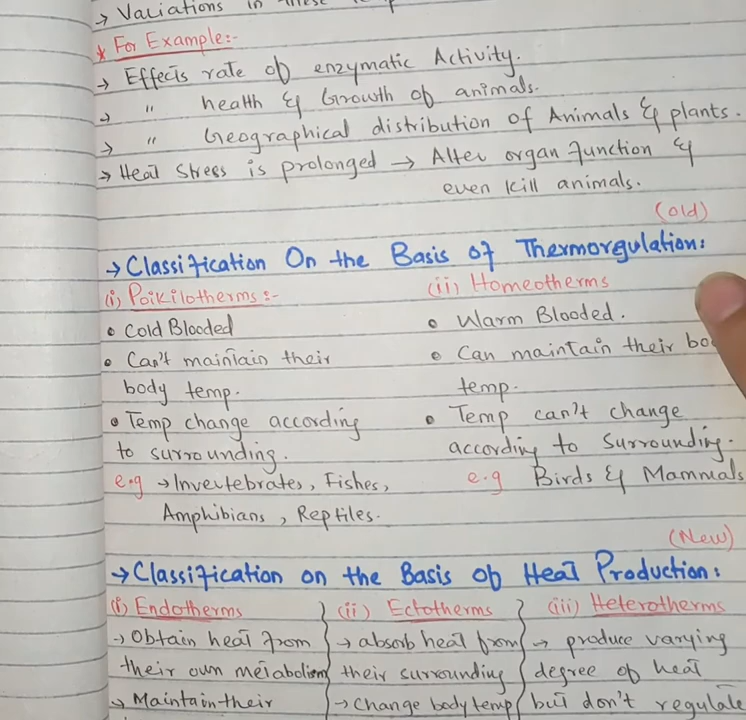 → Variations in these
* For Example:-
→ Effects rate of enzymatic Activity.
→ " health & Growth of animals.
→ " Geographical distribution of Animals & plants.
→ Heat Stress is prolonged → Alter organ function &
even kill animals.
(old)
→ Classification On the Basis of Thermorgulation:
(i) Poikilotherms :-
• Cold Blooded
• Can't maintain their
body temp.
• Temp change according
to surrounding.
e.g → Invertebrates, Fishes,
Amphibians, Reptiles.
(ii) Homeotherms
• Warm Blooded.
• Can maintain their bo
temp.
• Temp can't change
according to Surrounding.
e.g Birds & Mammals
(New)
→ Classification on the Basis of Heat Production:
(i) Endotherms
→ Obtain heat from
their own metabolism
→ Maintain their
(ii) Ectotherms
→ absorb heat from
their surrounding
→ Change body temp
(iii) Heterotherms
→ produce varying
degree of heat
but don't regulate